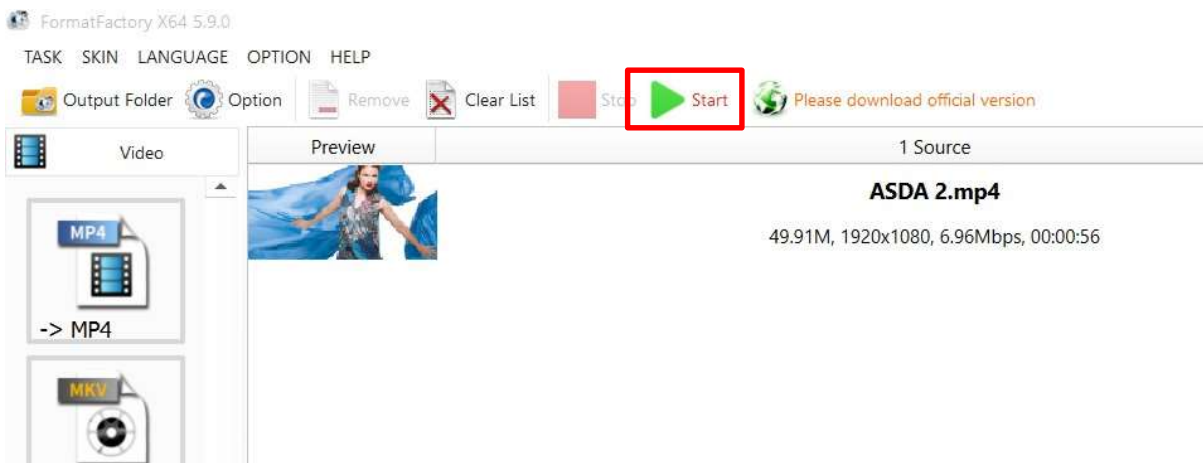 FormatFactory X64 5.9.0
TASK SKIN LANGUAGE OPTION HELP
Output Folder Option Remove Clear List Stop Start Please download official version
Video Preview 1 Source
ASDA 2.mp4
49.91M, 1920x1080, 6.96Mbps, 00:00:56
MP4
-> MP4
MKV